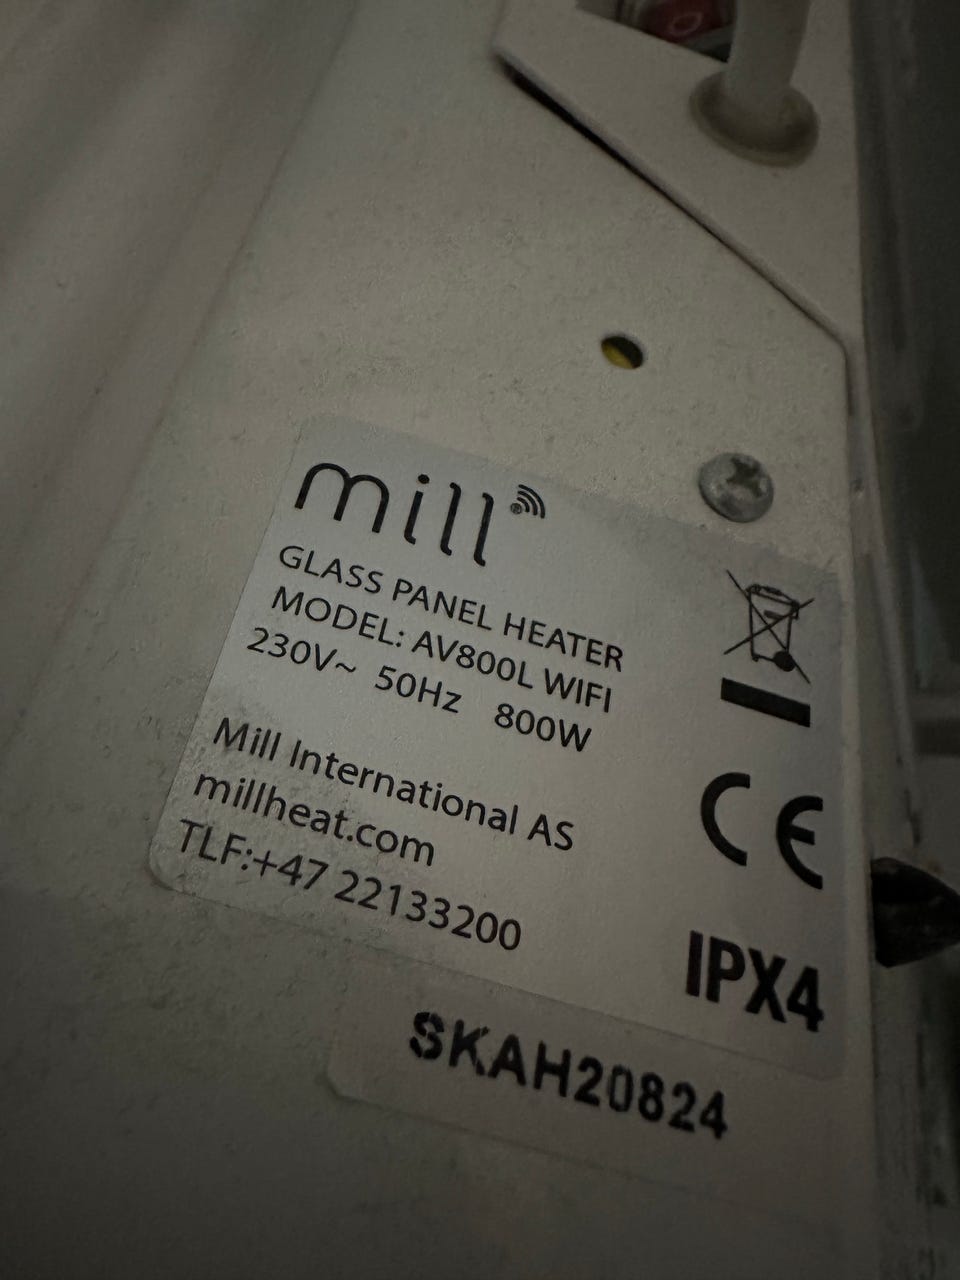 mill®
GLASS PANEL HEATER
MODEL: AV800L WIFI
230V~ 50Hz 800W
Mill International AS
millheat.com
TLF:+47 22133200
CE
IPX4
SKAH20824